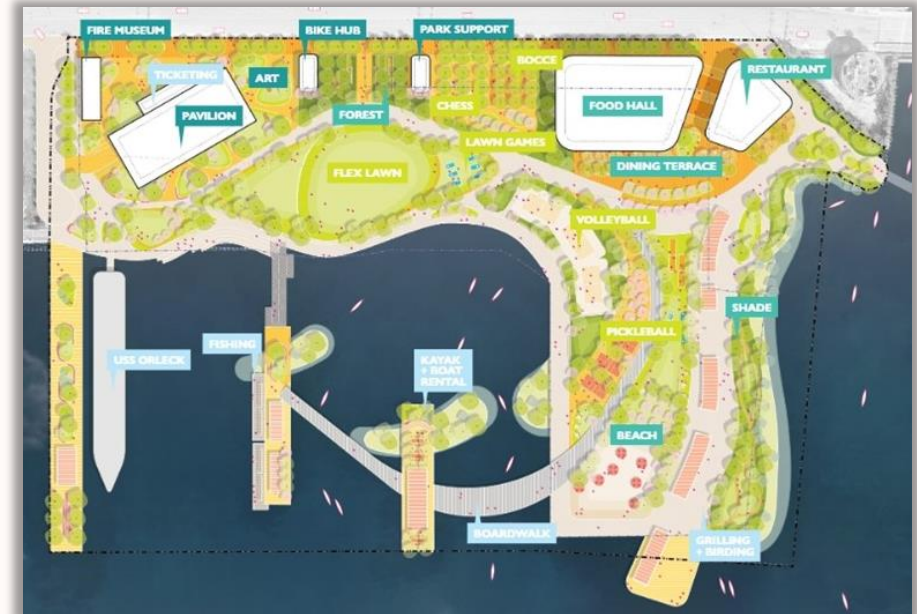 FIRE MUSEUM
BIKE HUB
PARK SUPPORT
BOCCE
RESTAURANT
TICKETING
ART
FOOD HALL
CHESS
PAVILION
FOREST
LAWN GAMES
FLEX LAWN
DINING TERRACE
VOLLEYBALL
SHADE
PICKLEBALL
FISHING
USS ORLECK
KAYAK
+ BOAT
RENTAL
BEACH
BOARDWALK
GRILLING
+ BIRDING